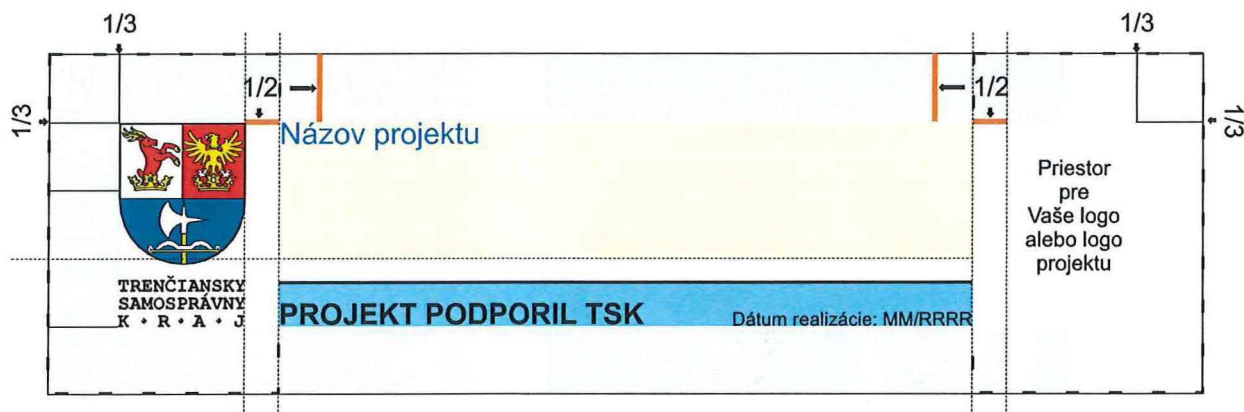 1/3
1/3
1/2
1/2
1/3
1/3
Názov projektu
Priestor
pre
Vaše logo
alebo logo
projektu
TRENČIANSKY
SAMOSPRÁVNY
K · R · A · J
PROJEKT PODPORIL TSK
Dátum realizácie: MM/RRRR